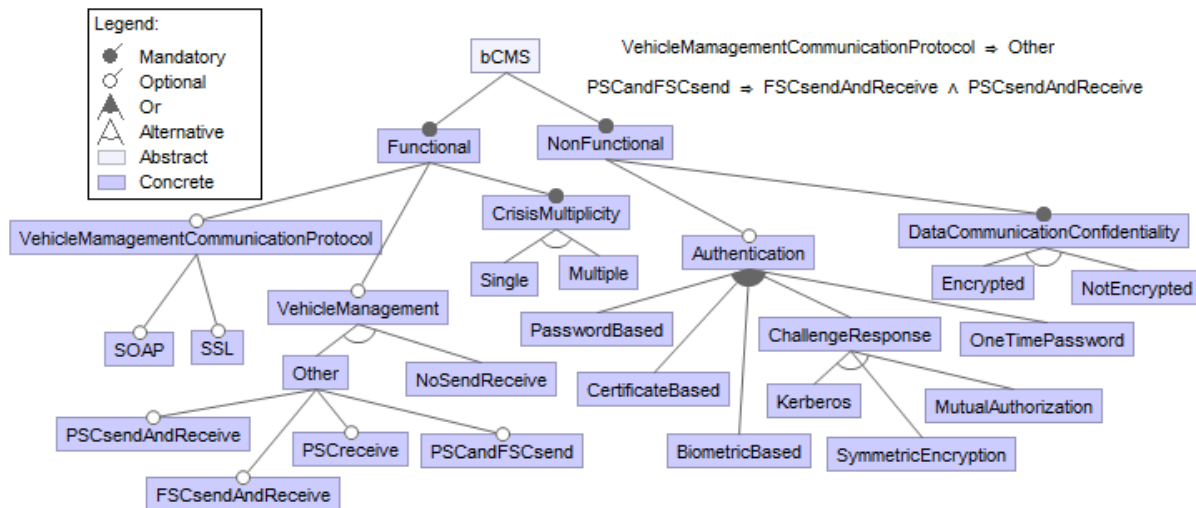 Legend:
Mandatory
Optional
Or
Alternative
Abstract
Concrete
bCMS
VehicleMamagementCommunicationProtocol ⇒ Other
PSCandFSCsend ⇒ FSCsendAndReceive ∧ PSCsendAndReceive
Functional
NonFunctional
VehicleMamagementCommunicationProtocol
CrisisMultiplicity
Authentication
DataCommunicationConfidentiality
Single
Multiple
Encrypted
NotEncrypted
VehicleManagement
SOAP
SSL
PasswordBased
ChallengeResponse
OneTimePassword
Other
NoSendReceive
CertificateBased
Kerberos
MutualAuthorization
PSCsendAndReceive
PSCreceive
PSCandFSCsend
BiometricBased
SymmetricEncryption
FSCsendAndReceive